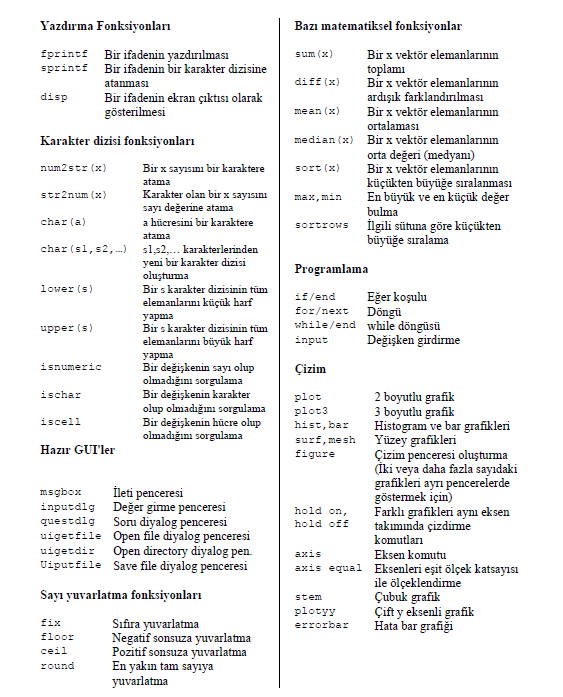 Yazdırma Fonksiyonları
fprintf Bir ifadenin yazdırılması
sprintf Bir ifadenin bir karakter dizisine
atanması
disp Bir ifadenin ekran çıktısı olarak
gösterilmesi
Karakter dizisi fonksiyonları
num2str(x) Bir x sayısını bir karaktere
atama
str2num(x) Karakter olan bir x sayısını
sayı değerine atama
char(a) a hücresini bir karaktere
atama
char(s1,s2,…) s1,s2,… karakterlerinden
yeni bir karakter dizisi
oluşturma
lower(s) Bir s karakter dizisinin tüm
elemanlarını küçük harf
yapma
upper(s) Bir s karakter dizisinin tüm
elemanlarını büyük harf
yapma
isnumeric Bir değişkenin sayı olup
olmadığını sorgulama
ischar Bir değişkenin karakter
olup olmadığını sorgulama
iscell Bir değişkenin hücre olup
olmadığını sorgulama
Hazır GUI'ler
msgbox İleti penceresi
inputdlg Değer girme penceresi
questdlg Soru diyalog penceresi
uigetfile Open file diyalog penceresi
uigetdir Open directory diyalog pen.
Uiputfile Save file diyalog penceresi
Sayı yuvarlatma fonksiyonları
fix Sıfıra yuvarlatma
floor Negatif sonsuza yuvarlatma
ceil Pozitif sonsuza yuvarlatma
round En yakın tam sayıya
yuvarlatma
Bazı matematiksel fonksiyonlar
sum(x) Bir x vektör elemanlarının
toplamı
diff(x) Bir x vektör elemanlarının
ardışık farklandırılması
mean(x) Bir x vektör elemanlarının
ortalaması
median(x) Bir x vektör elemanlarının
orta değeri (medyanı)
sort(x) Bir x vektör elemanlarının
küçükten büyüğe sıralanması
max,min En büyük ve en küçük değer
bulma
sortrows İlgili sütuna göre küçükten
büyüğe sıralama
Programlama
if/end Eğer koşulu
for/next Döngü
while/end while döngüsü
input Değişken girdirme
Çizim
plot 2 boyutlu grafik
plot3 3 boyutlu grafik
hist,bar Histogram ve bar grafikleri
surf,mesh Yüzey grafikleri
figure Çizim penceresi oluşturma
(İki veya daha fazla sayıdaki
grafikleri ayrı pencerelerde
göstermek için)
hold on, Farklı grafikleri aynı eksen
hold off takımında çizdirme
komutları
axis Eksen komutu
axis equal Eksenleri eşit ölçek katsayısı
ile ölçeklendirme
stem Çubuk grafik
plotyy Çift y eksenli grafik
errorbar Hata bar grafiği